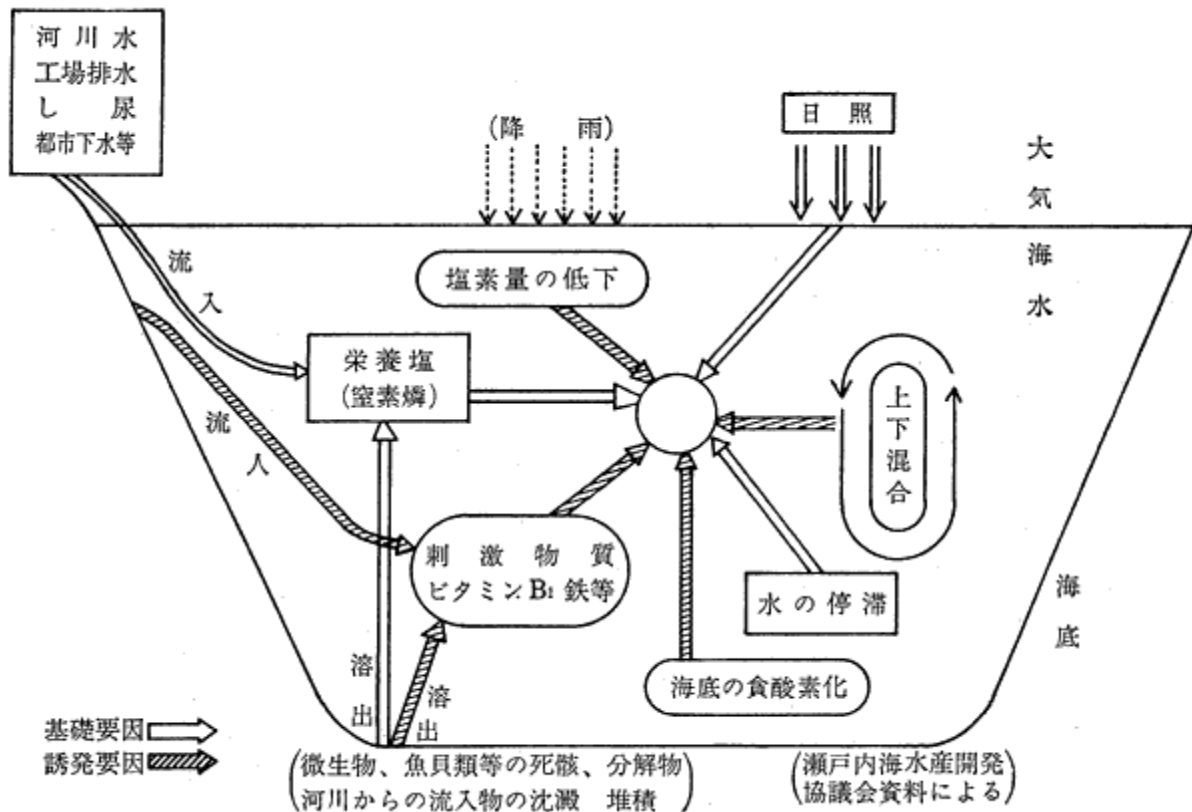 河川水
工場排水
し尿
都市下水等
(降雨)
日照
大気
海水
流入
塩素量の低下
栄養塩
(窒素燐)
流人
上下混合
刺激物質
ビタミンB₁鉄等
水の停滞
海底
溶出
溶出
海底の貪酸素化
基礎要因
誘発要因
(微生物、魚貝類等の死骸、分解物
河川からの流入物の沈澱 堆積)
(瀬戸内海水産開発
協議会資料による)